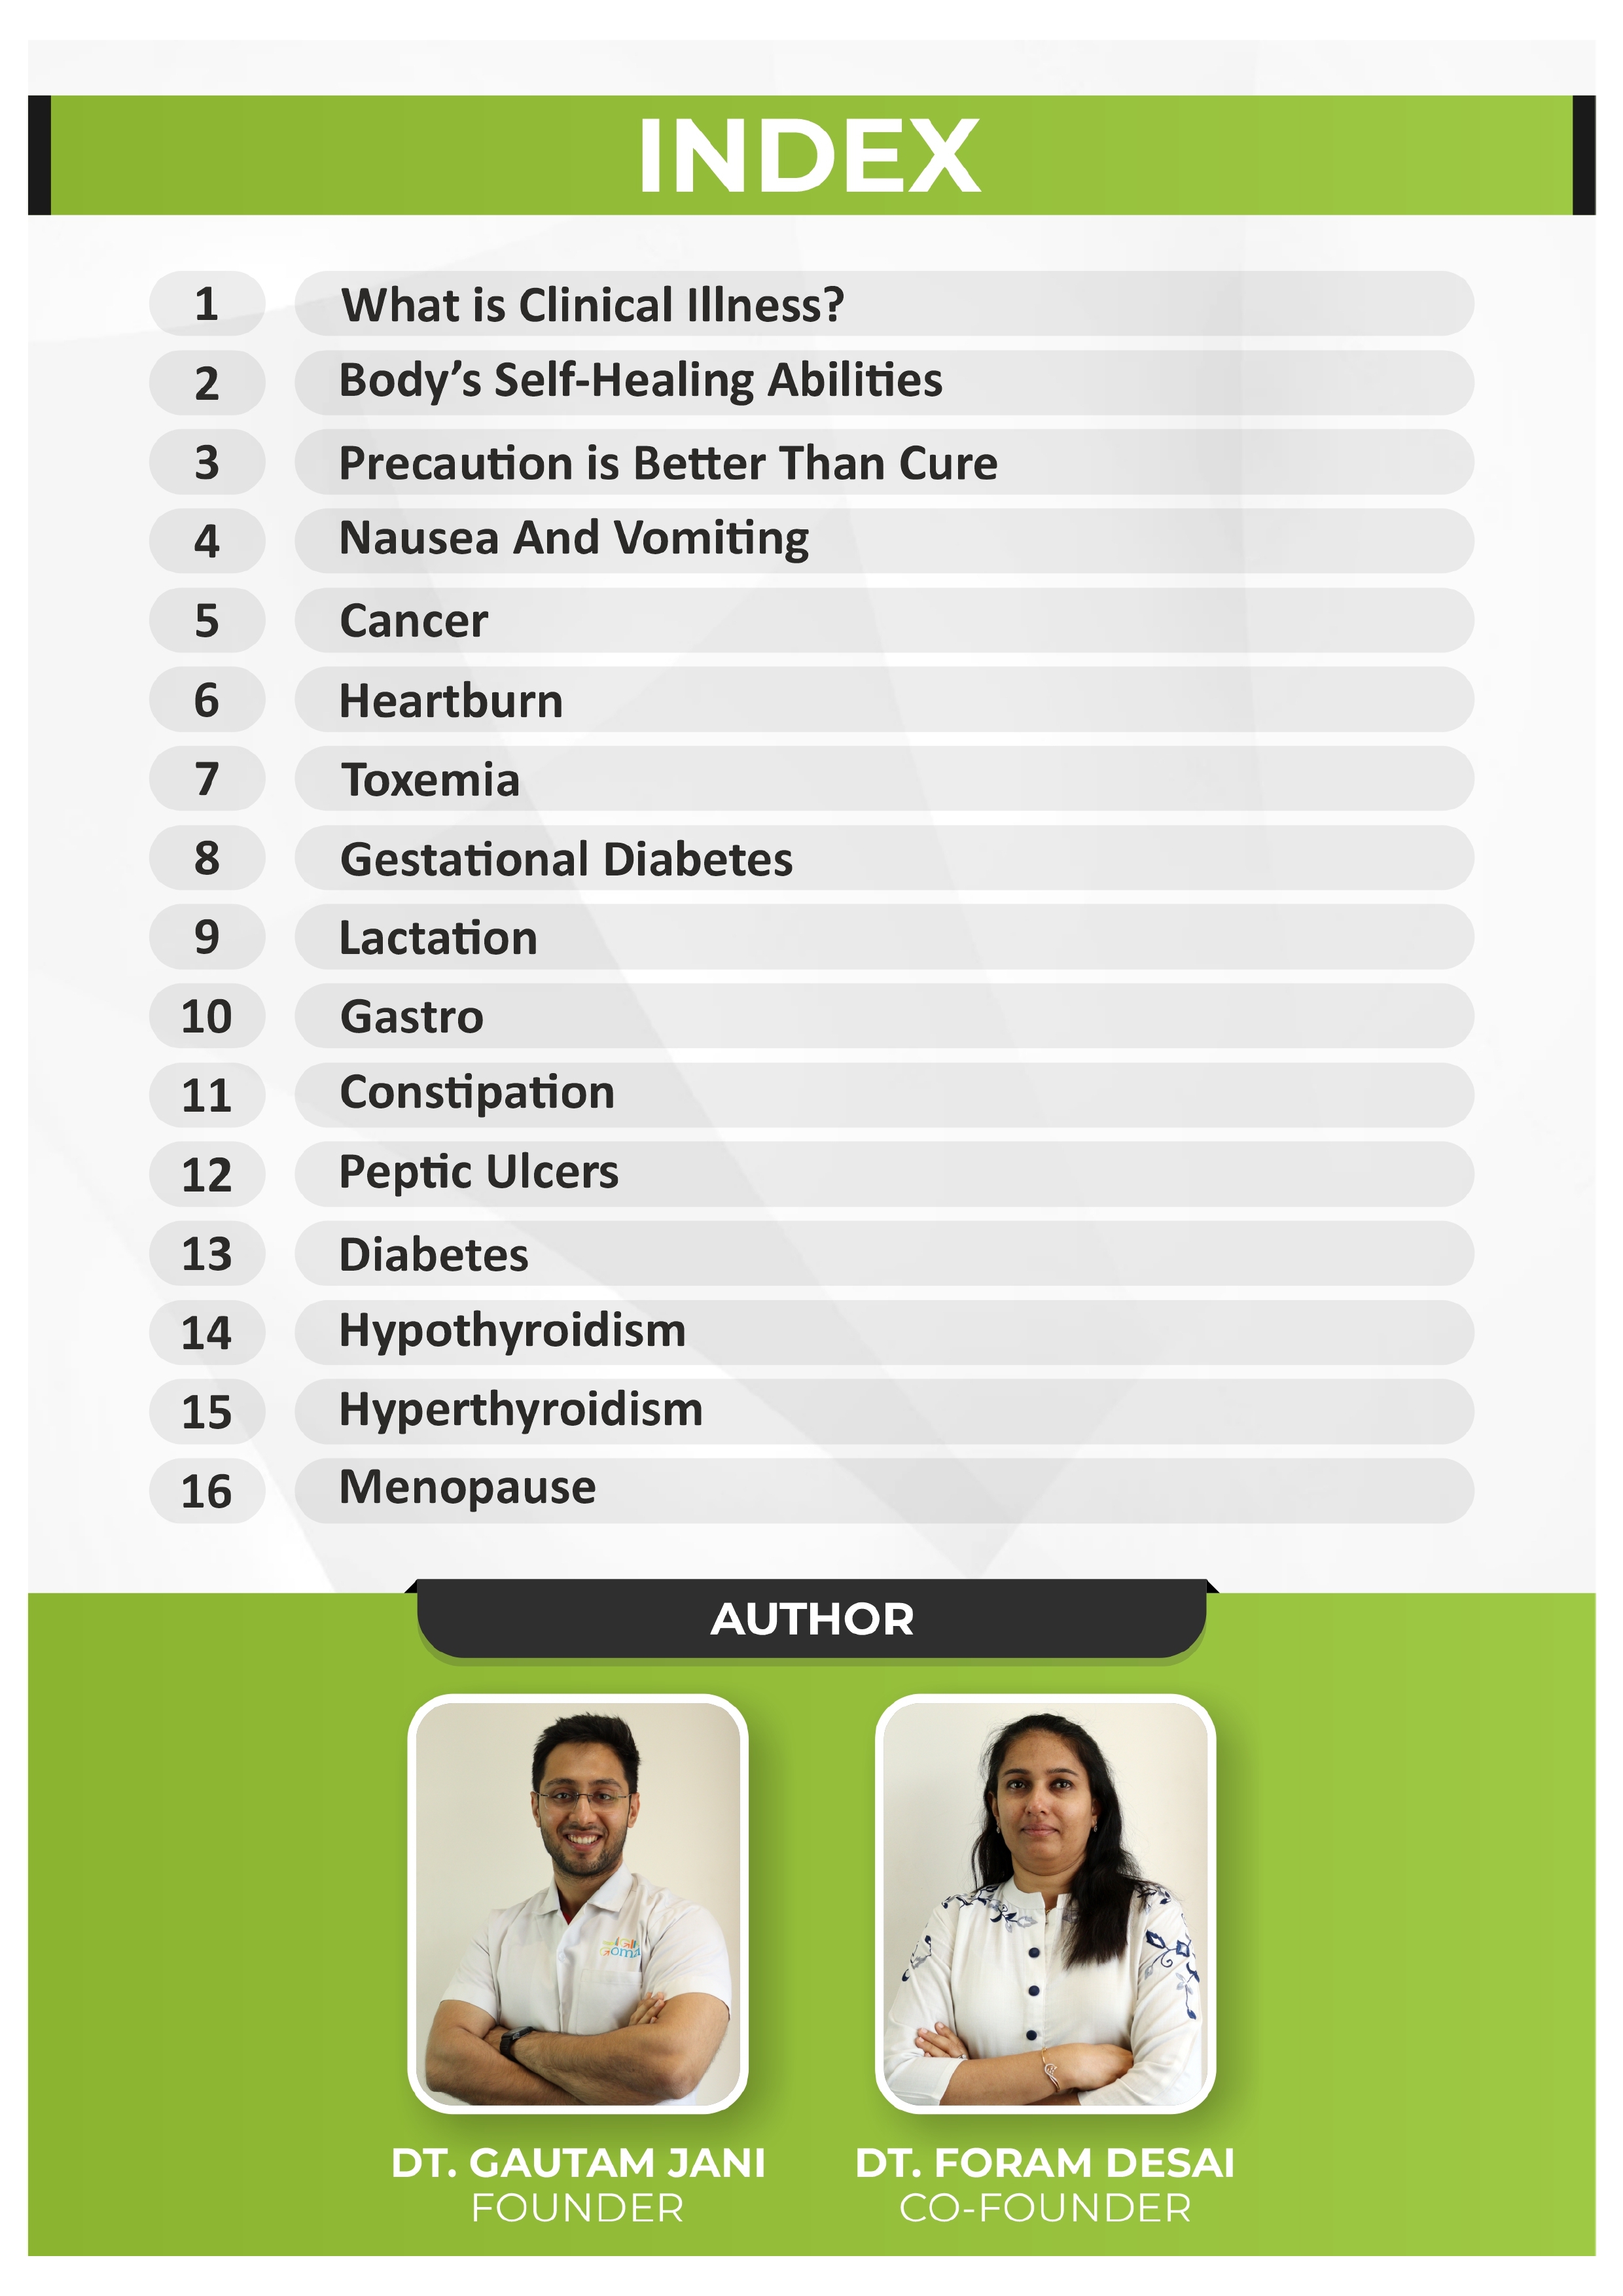 INDEX
1 What is Clinical Illness?
2 Body’s Self-Healing Abilities
3 Precaution is Better Than Cure
4 Nausea And Vomiting
5 Cancer
6 Heartburn
7 Toxemia
8 Gestational Diabetes
9 Lactation
10 Gastro
11 Constipation
12 Peptic Ulcers
13 Diabetes
14 Hypothyroidism
15 Hyperthyroidism
16 Menopause
AUTHOR
DT. GAUTAM JANI
FOUNDER
DT. FORAM DESAI
CO-FOUNDER